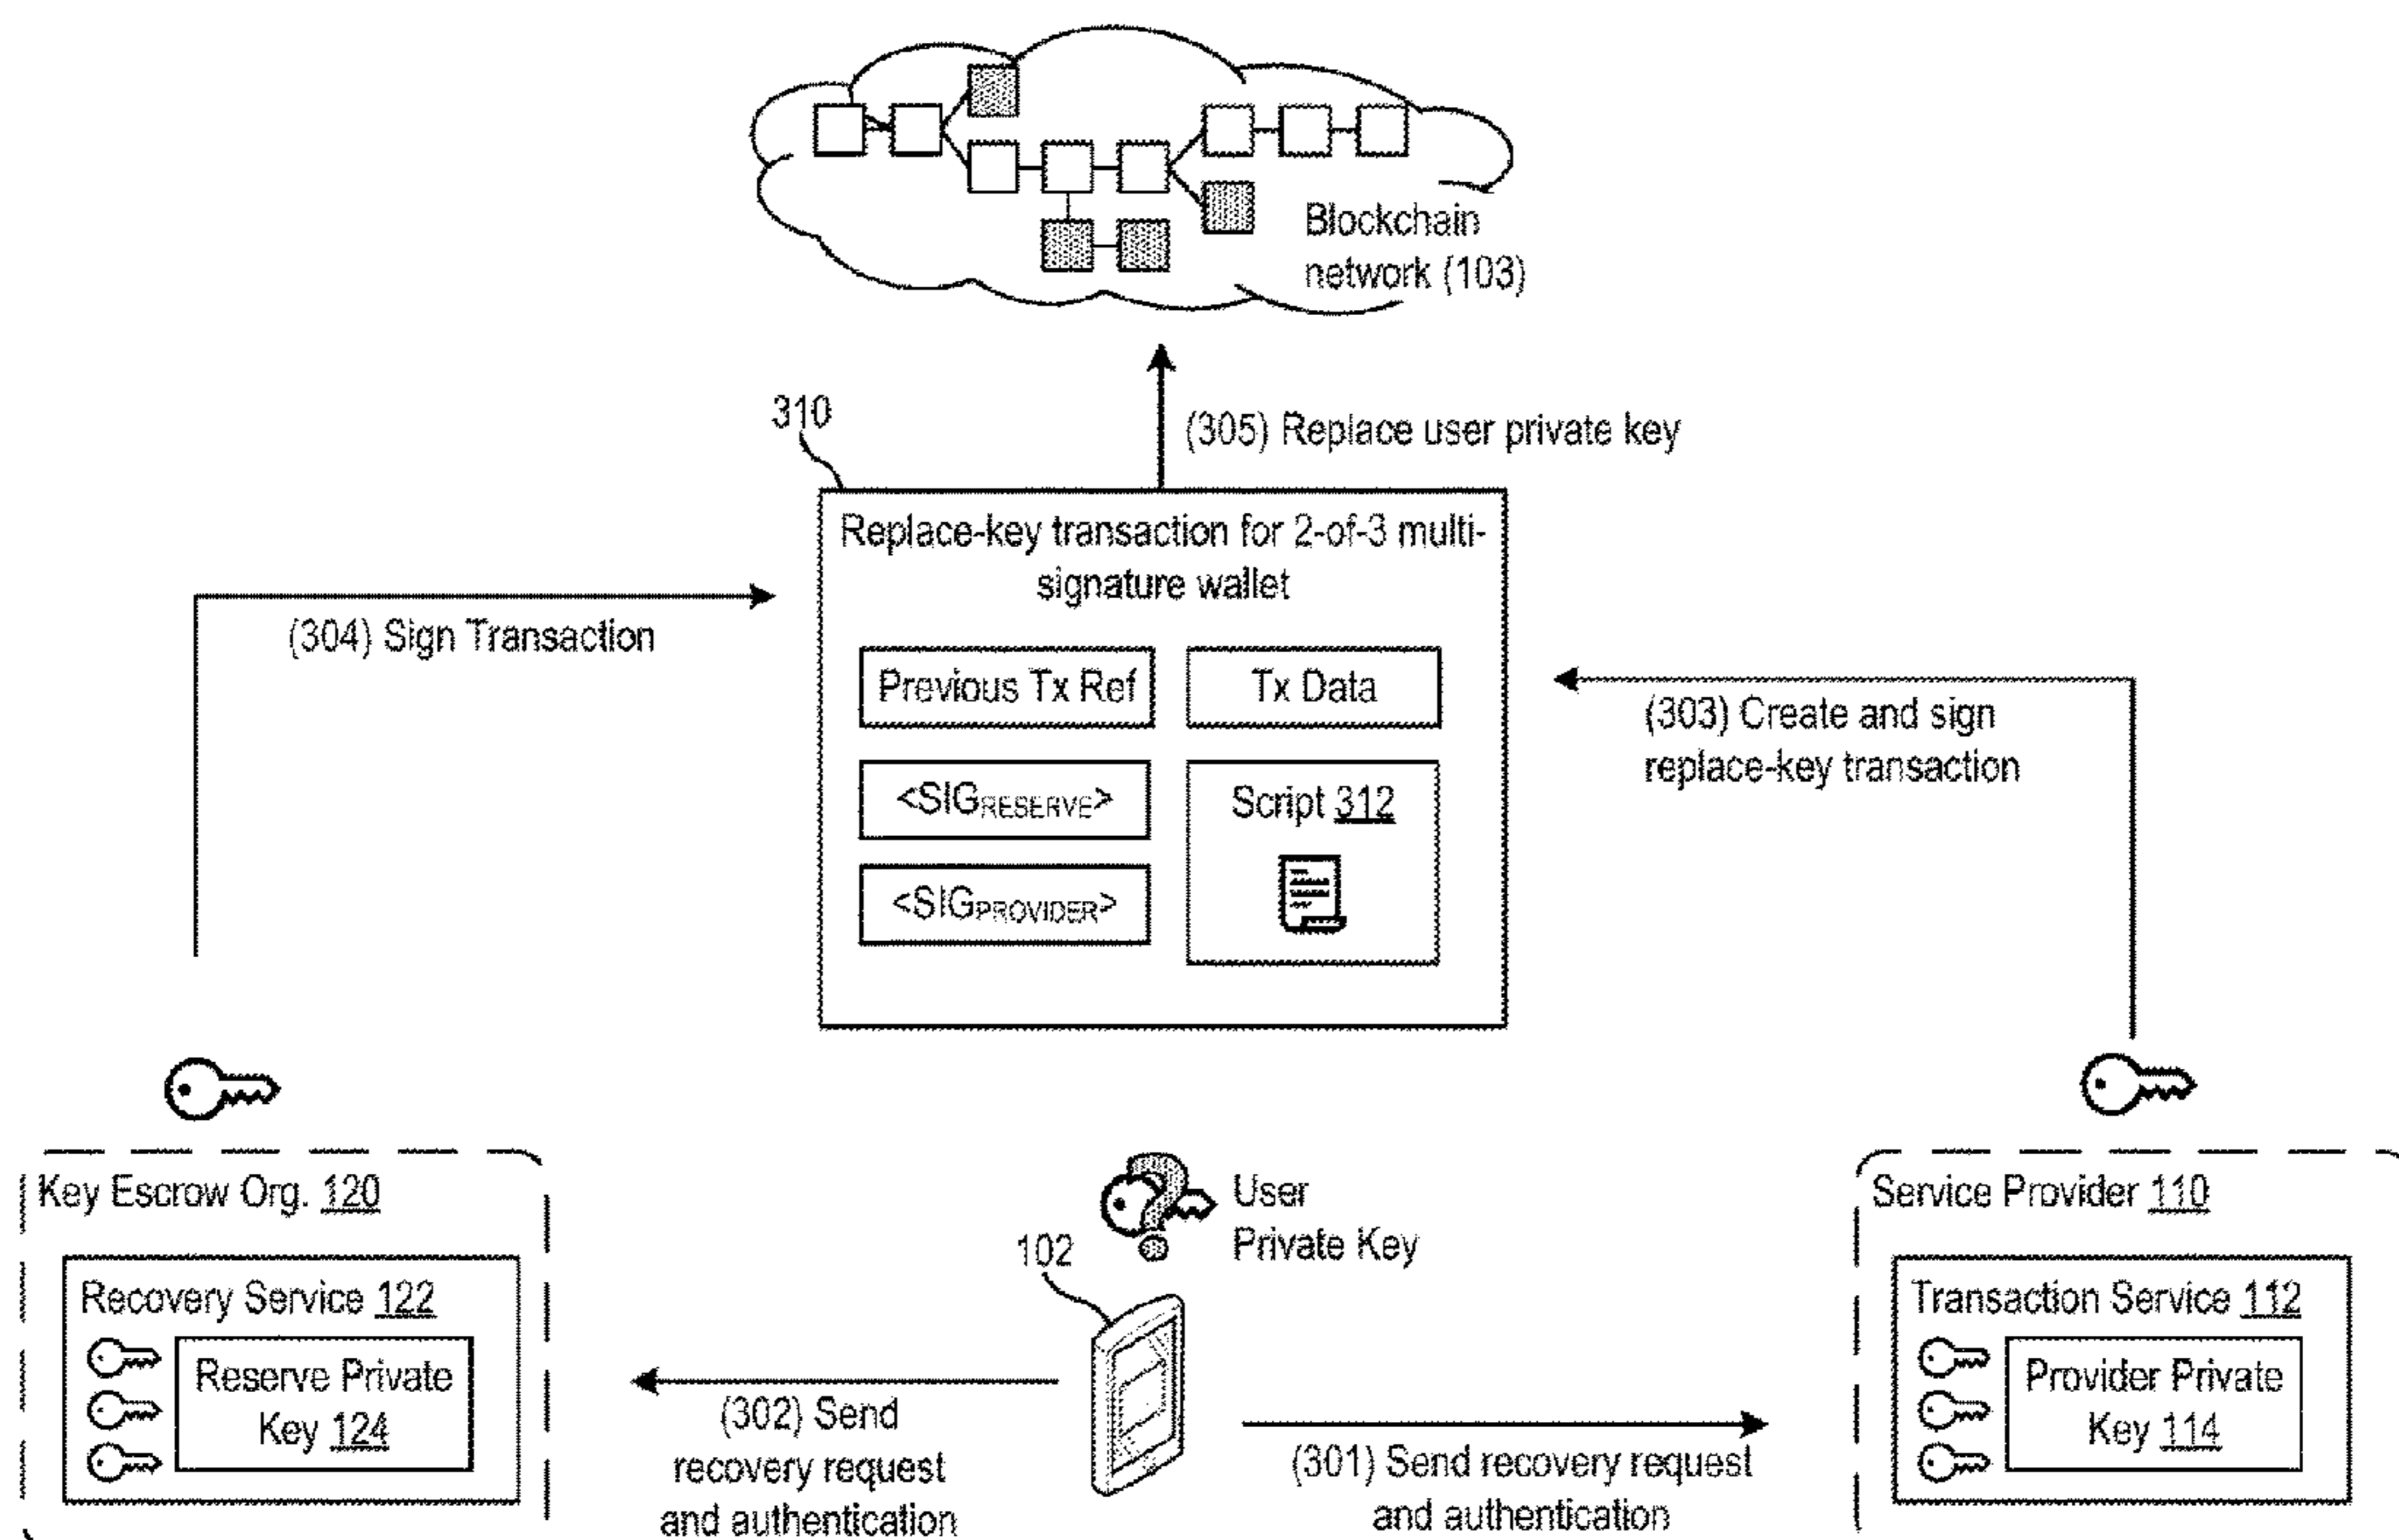 Blockchain
network (103)
310
(305) Replace user private key
Replace-key transaction for 2-of-3 multi-
signature wallet
(304) Sign Transaction
Previous Tx Ref
Tx Data
(303) Create and sign
replace-key transaction
<SIGRESERVE>
Script 312
<SIGPROVIDER>
Key Escrow Org. 120
User
Private Key
Service Provider 110
102
Recovery Service 122
Transaction Service 112
Reserve Private
Key 124
Provider Private
Key 114
(302) Send
recovery request
and authentication
(301) Send recovery request
and authentication